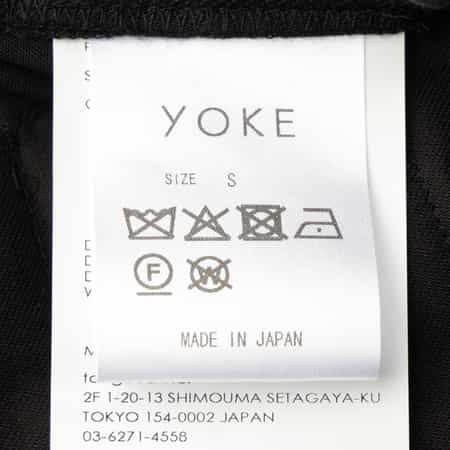 YOKE
SIZE S
F
W
MADE IN JAPAN
2F 1-20-13 SHIMOUMA SETAGAYA-KU
TOKYO 154-0002 JAPAN
03-6271-4558